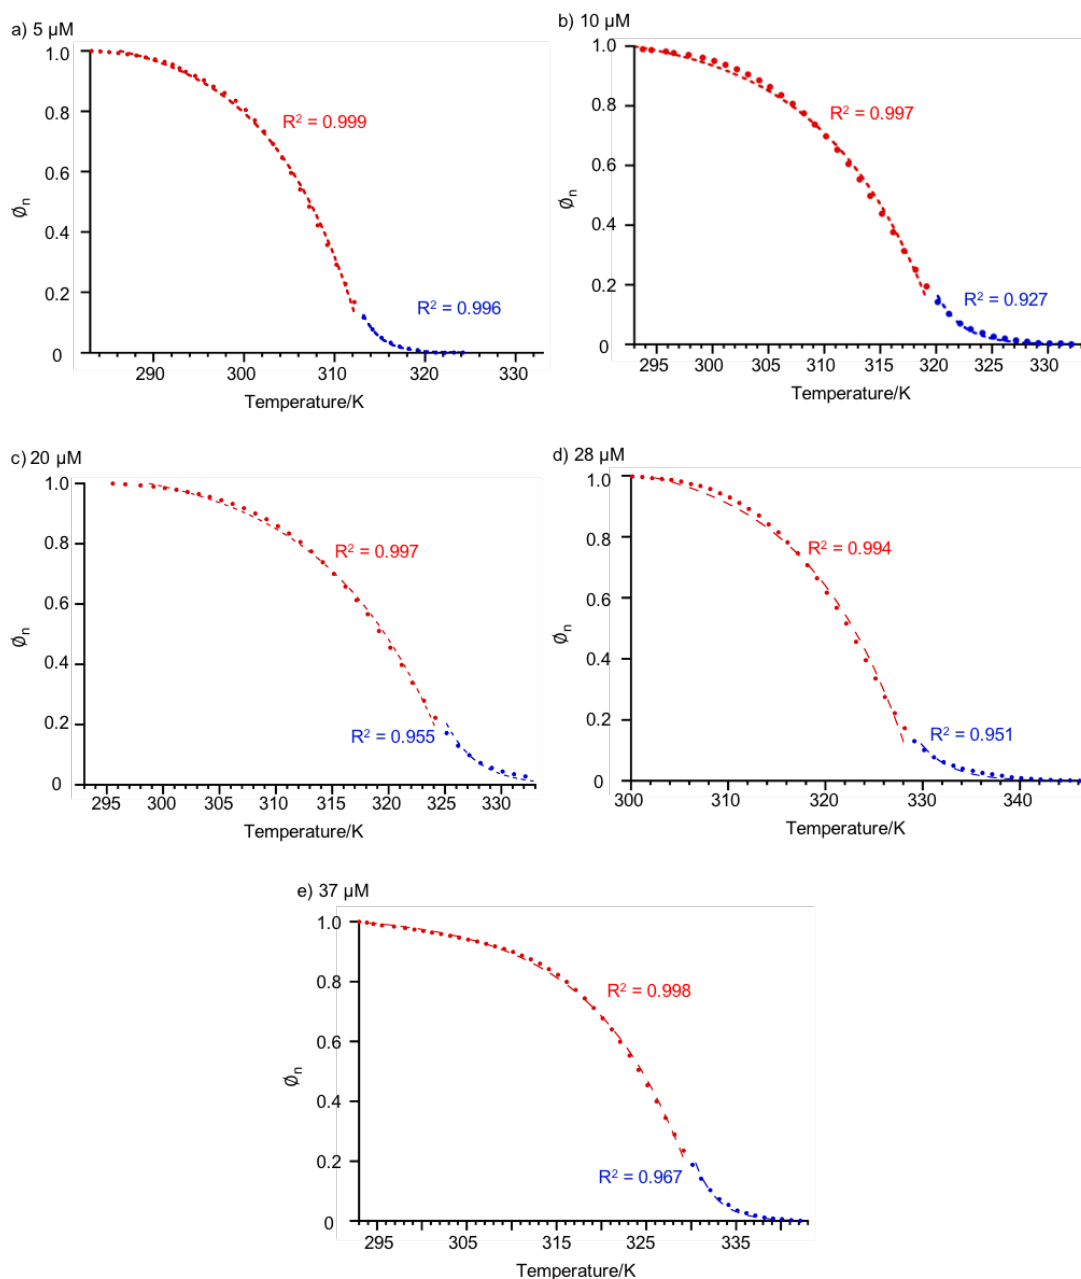 a) 5 µM
1.0
0.8
0.6
0.4
0.2
0
Øn
R² = 0.999
R² = 0.996
290 300 310 320 330
Temperature/K
b) 10 µM
1.0
0.8
0.6
0.4
0.2
0
Øn
R² = 0.997
R² = 0.927
295 300 305 310 315 320 325 330
Temperature/K
c) 20 µM
1.0
0.8
0.6
0.4
0.2
0
Øn
R² = 0.997
R² = 0.955
295 300 305 310 315 320 325 330
Temperature/K
d) 28 µM
1.0
0.8
0.6
0.4
0.2
0
Øn
R² = 0.994
R² = 0.951
300 310 320 330 340
Temperature/K
e) 37 µM
1.0
0.8
0.6
0.4
0.2
0
Øn
R² = 0.998
R² = 0.967
295 305 315 325 335
Temperature/K